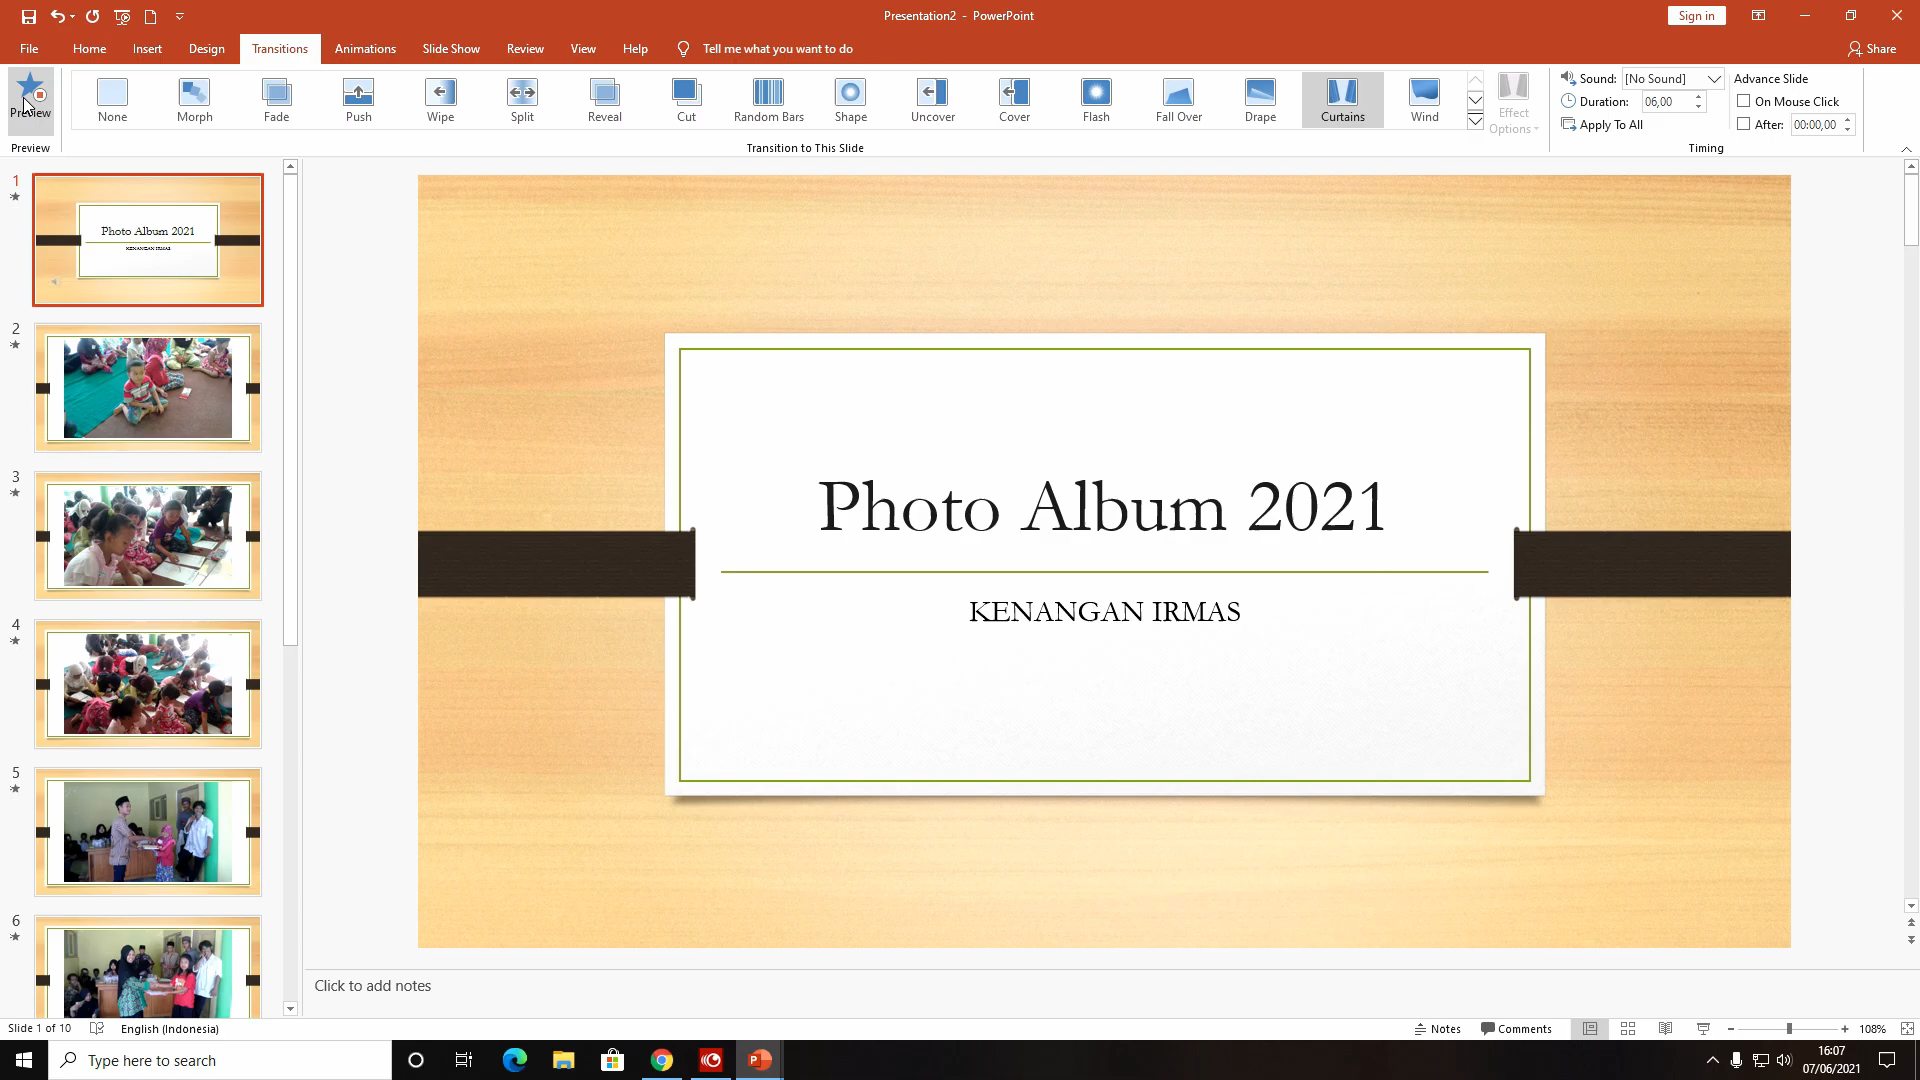 Presentation2 - PowerPoint
Sign in
File Home Insert Design Transitions Animations Slide Show Review View Help Tell me what you want to do Share
Preview None Morph Fade Push Wipe Split Reveal Cut Random Bars Shape Uncover Cover Flash Fall Over Drape Curtains Wind Effect Options
Sound: [No Sound] Advance Slide
Duration: 06,00 On Mouse Click
Apply To All After: 00:00,00
Preview Transition to This Slide Timing
1
Photo Album 2021
KENANGAN IRMAS
2
3
4
5
6
Photo Album 2021
KENANGAN IRMAS
Click to add notes
Slide 1 of 10 English (Indonesia) Notes Comments 108%
Type here to search
16:07
07/06/2021